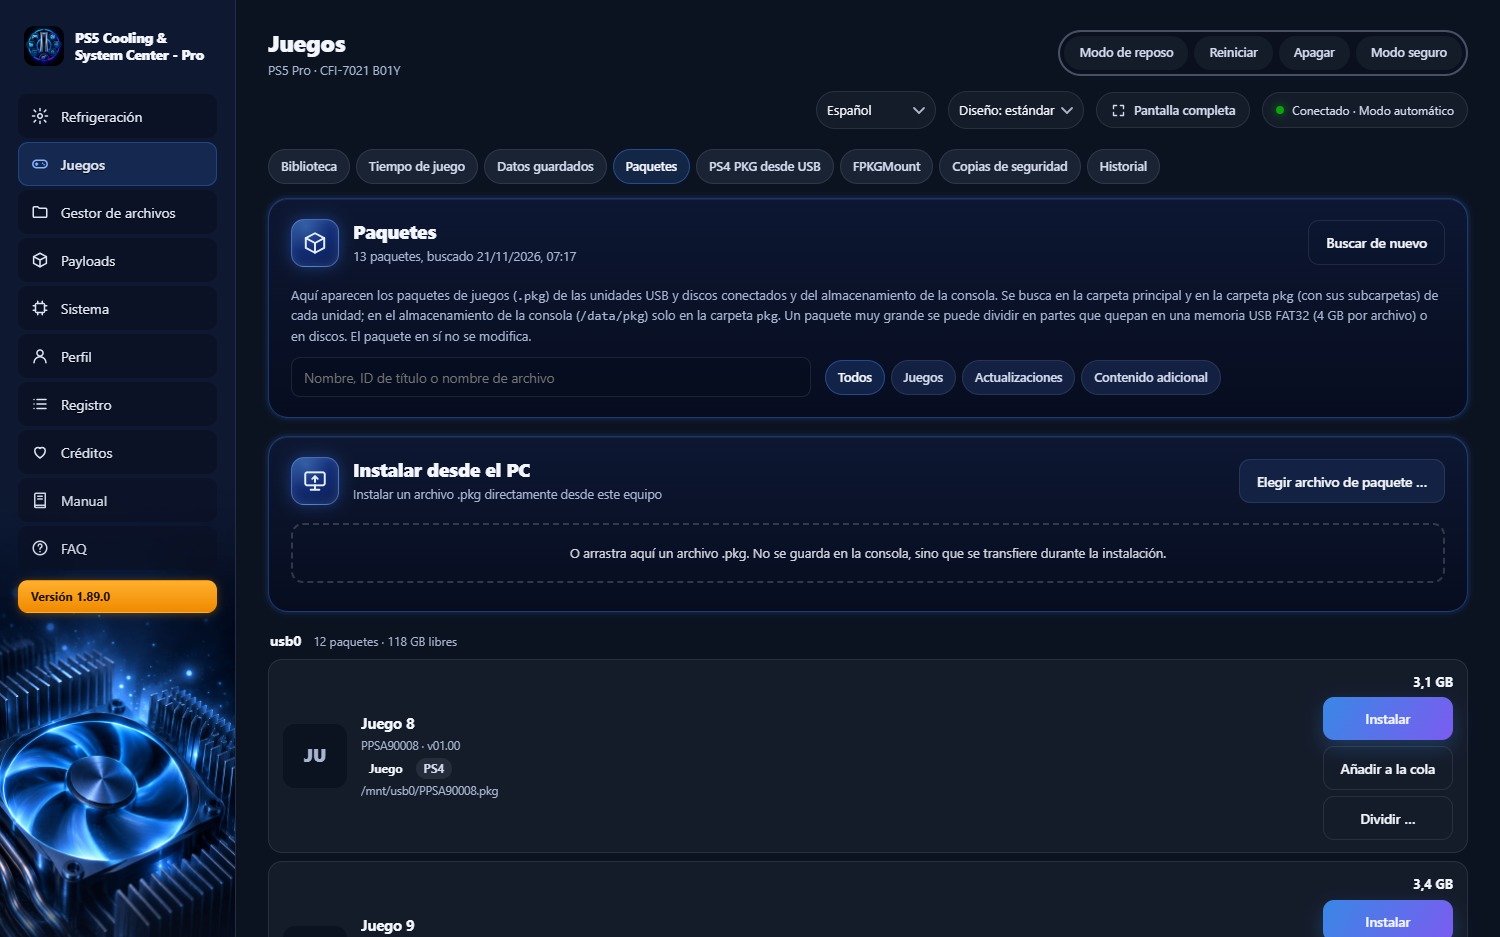 PS5 Cooling &
System Center - Pro
Refrigeración
Juegos
Gestor de archivos
Payloads
Sistema
Perfil
Registro
Créditos
Manual
FAQ
Versión 1.89.0
Juegos
PS5 Pro · CFI-7021 B01Y
Modo de reposo
Reiniciar
Apagar
Modo seguro
Español
Diseño: estándar
Pantalla completa
Conectado · Modo automático
Biblioteca
Tiempo de juego
Datos guardados
Paquetes
PS4 PKG desde USB
FPKGMount
Copias de seguridad
Historial
Paquetes
13 paquetes, buscado 21/11/2026, 07:17
Buscar de nuevo
Aquí aparecen los paquetes de juegos (.pkg) de las unidades USB y discos conectados y del almacenamiento de la consola. Se busca en la carpeta principal y en la carpeta pkg (con sus subcarpetas) de
cada unidad; en el almacenamiento de la consola (/data/pkg) solo en la carpeta pkg. Un paquete muy grande se puede dividir en partes que quepan en una memoria USB FAT32 (4 GB por archivo) o
en discos. El paquete en sí no se modifica.
Nombre, ID de título o nombre de archivo
Todos
Juegos
Actualizaciones
Contenido adicional
Instalar desde el PC
Instalar un archivo .pkg directamente desde este equipo
Elegir archivo de paquete ...
O arrastra aquí un archivo .pkg. No se guarda en la consola, sino que se transfiere durante la instalación.
usb0 12 paquetes · 118 GB libres
3,1 GB
JU
Juego 8
PPSA90008 · v01.00
Juego PS4
/mnt/usb0/PPSA90008.pkg
Instalar
Añadir a la cola
Dividir ...
3,4 GB
Juego 9
Instalar